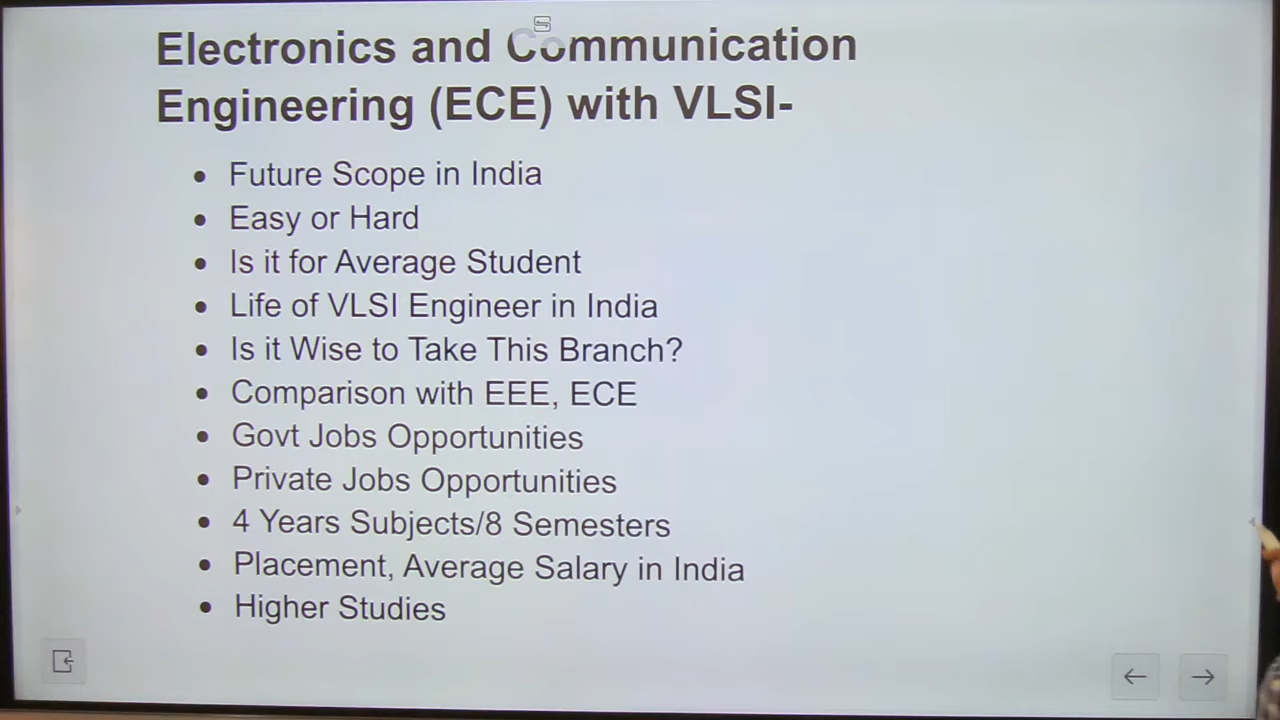 Electronics and Communication
Engineering (ECE) with VLSI-
• Future Scope in India
• Easy or Hard
• Is it for Average Student
• Life of VLSI Engineer in India
• Is it Wise to Take This Branch?
• Comparison with EEE, ECE
• Govt Jobs Opportunities
• Private Jobs Opportunities
• 4 Years Subjects/8 Semesters
• Placement, Average Salary in India
• Higher Studies